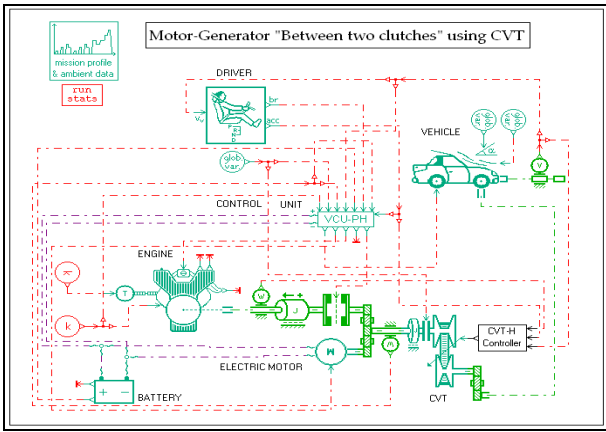 Motor-Generator "Between two clutches" using CVT
mission profile
& ambient data
run
stats
DRIVER
br
acc
VEHICLE
glob
var.
α
V
CONTROL UNIT
VCU-PH
ENGINE
T
k
W
J
M
ELECTRIC MOTOR
CVT-H
Controller
BATTERY
CVT